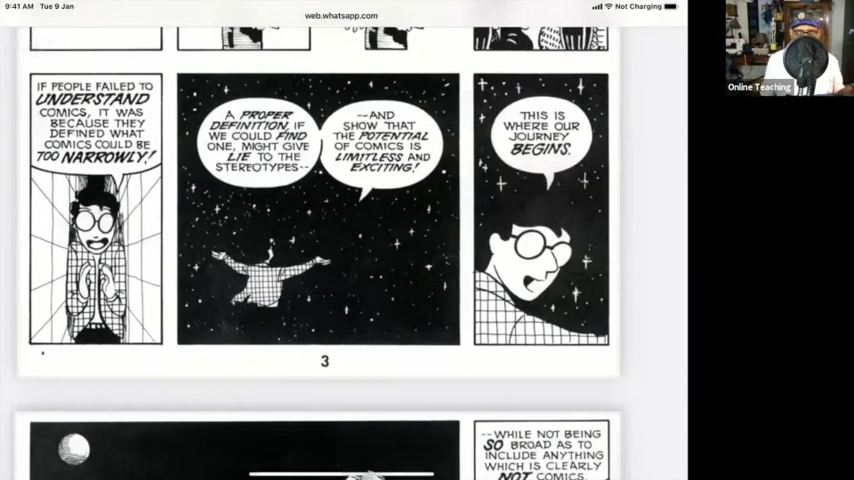 9:41 AM Tue 9 Jan
web.whatsapp.com
Not Charging
Online Teaching
IF PEOPLE FAILED TO
UNDERSTAND
COMICS, IT WAS
BECAUSE THEY
DEFINED WHAT
COMICS COULD BE
TOO NARROWLY!
A PROPER
DEFINITION, IF
WE COULD FIND
ONE, MIGHT GIVE
LIE TO THE
STEREOTYPES--
--AND
SHOW THAT
THE POTENTIAL
OF COMICS IS
LIMITLESS AND
EXCITING!
THIS IS
WHERE OUR
JOURNEY
BEGINS.
3
--WHILE NOT BEING
SO BROAD AS TO
INCLUDE ANYTHING
WHICH IS CLEARLY
NOT COMICS.